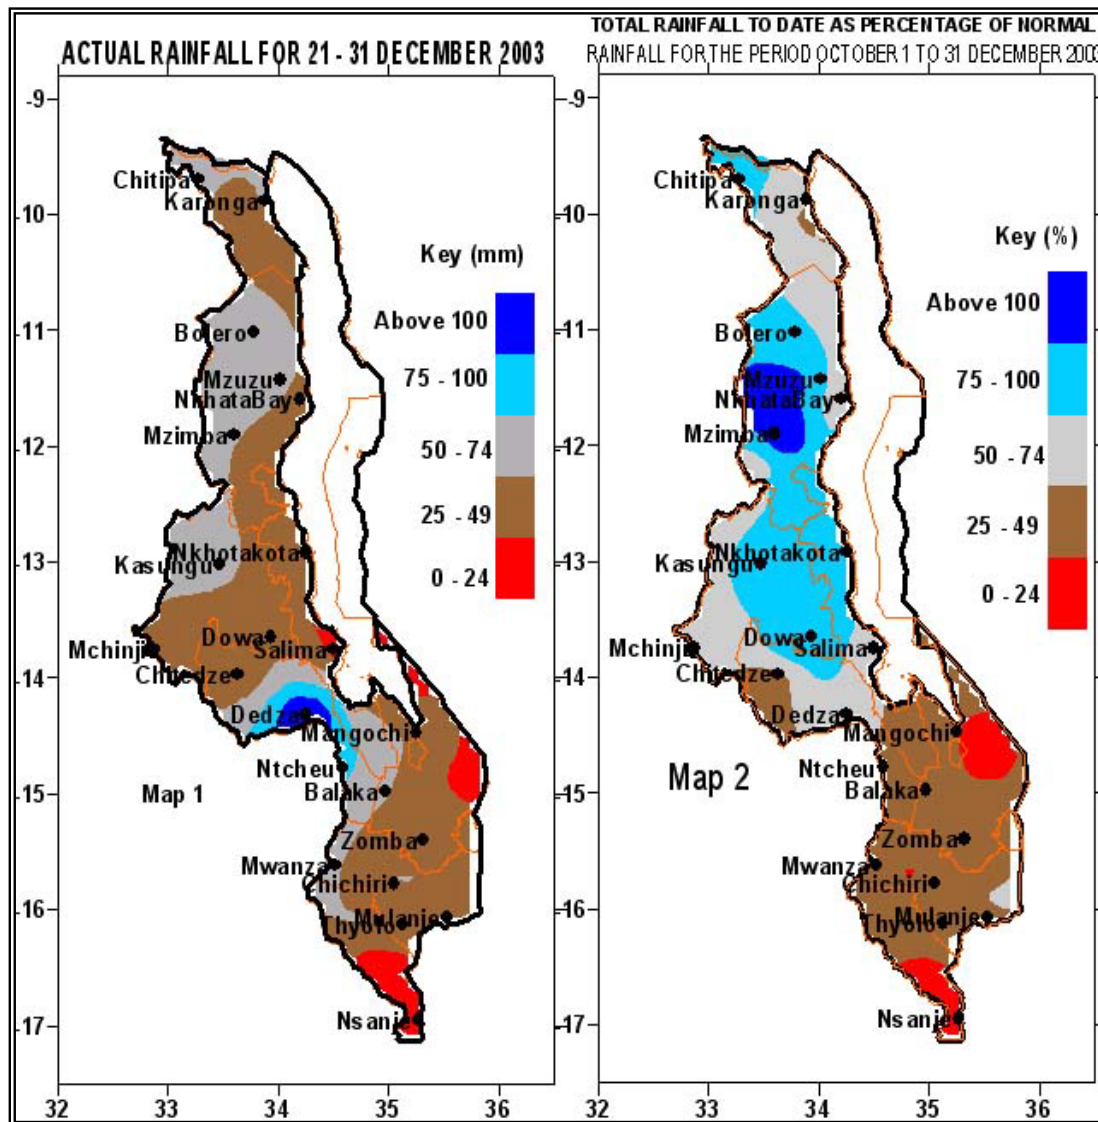 ACTUAL RAINFALL FOR 21 - 31 DECEMBER 2003
-9
10
11
12
13
14
15
16
17
Chitipa
Karonga
Bolero
Mzuzu
NkhataBay
Mzimba
Nkhotakota
Kasungu
Dowa
Mchinji
Salima
Chitedze
Dedza
Mangochi
Ntcheu
Balaka
Zomba
Mwanza
Chichiri
Mulanje
Thyolo
Nsanje
Key (mm)
Above 100
75 - 100
50 - 74
25 - 49
0 - 24
Map 1
32 33 34 35 36
TOTAL RAINFALL TO DATE AS PERCENTAGE OF NORMAL
RAINFALL FOR THE PERIOD OCTOBER 1 TO 31 DECEMBER 2003
-9
-10
-11
-12
-13
-14
-15
-16
-17
Chitipa
Karonga
Bolero
Mzuzu
NkhataBay
Mzimba
Nkhotakota
Kasungu
Dowa
Mchinji
Salima
Chitedze
Dedza
Mangochi
Ntcheu
Balaka
Zomba
Mwanza
Chichiri
Mulanje
Thyolo
Nsanje
Key (%)
Above 100
75 - 100
50 - 74
25 - 49
0 - 24
Map 2
32 33 34 35 36